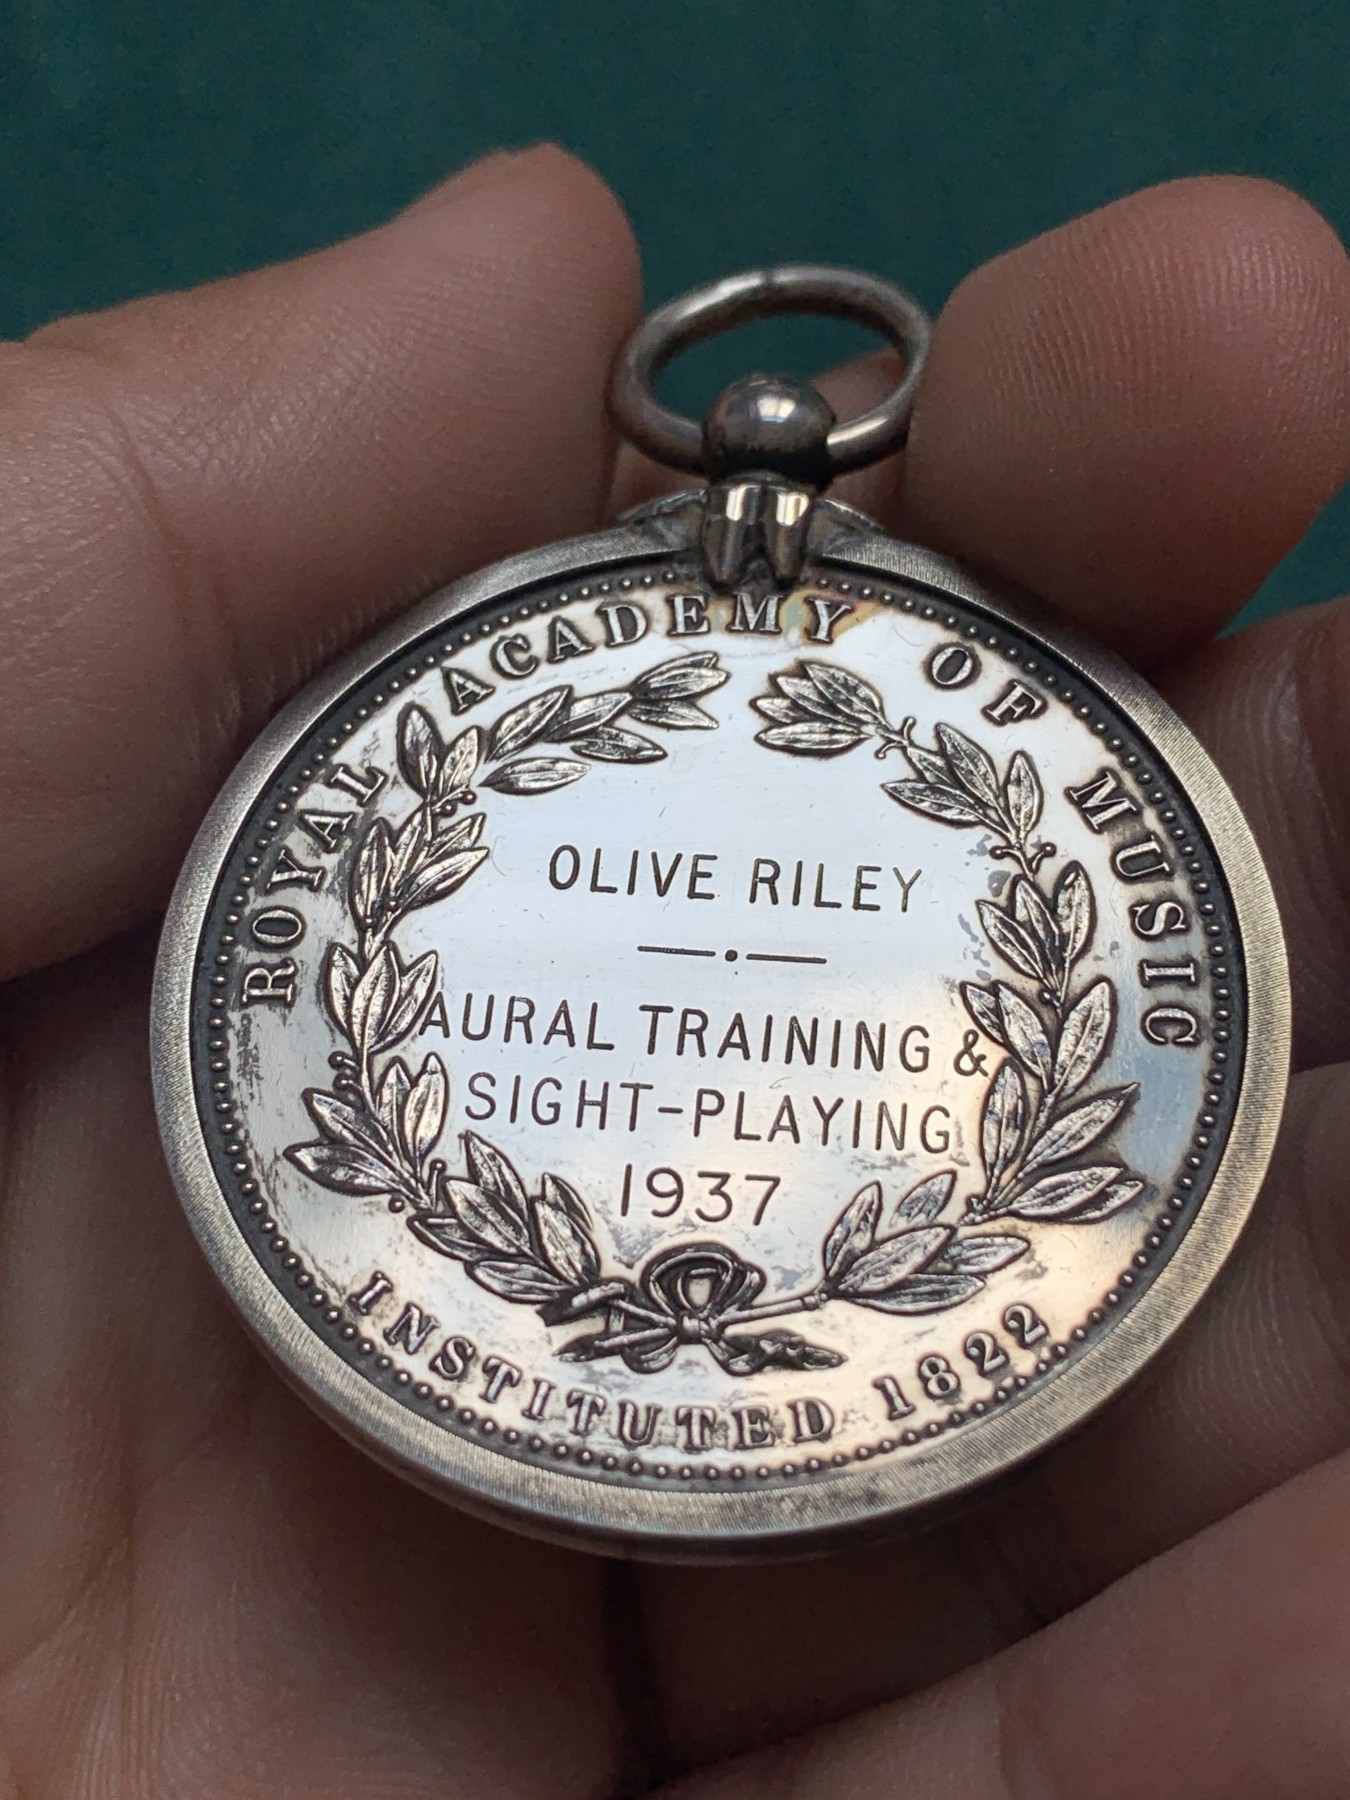 ROYAL ACADEMY OF MUSIC
OLIVE RILEY
AURAL TRAINING &
SIGHT-PLAYING
1937
INSTITUTED 1822